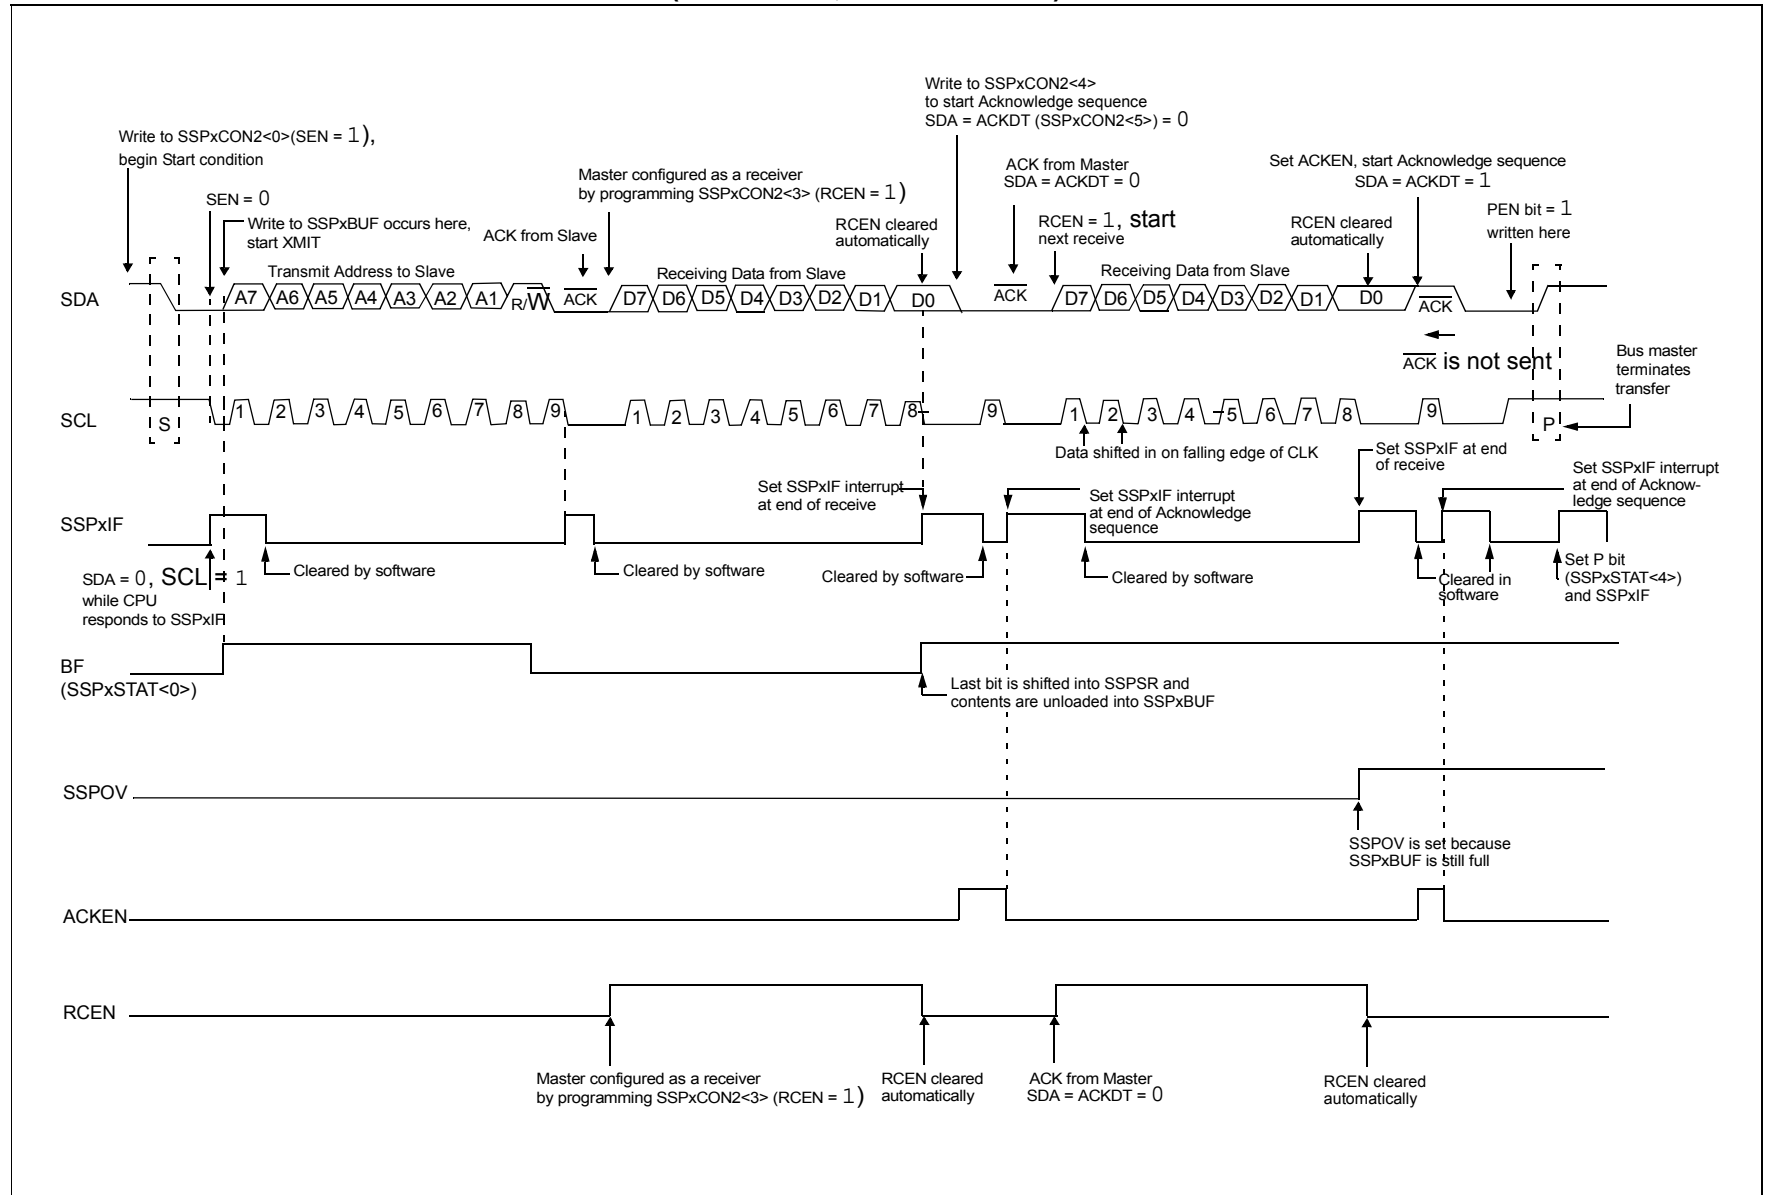 Write to SSPxCON2<4>
to start Acknowledge sequence
SDA = ACKDT (SSPxCON2<5>) = 0
Write to SSPxCON2<0>(SEN = 1),
begin Start condition
ACK from Master
SDA = ACKDT = 0
Set ACKEN, start Acknowledge sequence
SDA = ACKDT = 1
Master configured as a receiver
by programming SSPxCON2<3> (RCEN = 1)
SEN = 0
PEN bit = 1
written here
Write to SSPxBUF occurs here,
start XMIT
ACK from Slave
RCEN cleared
automatically
RCEN = 1, start
next receive
RCEN cleared
automatically
Transmit Address to Slave
Receiving Data from Slave
Receiving Data from Slave
SDA
A7 A6 A5 A4 A3 A2 A1 R/W ACK D7 D6 D5 D4 D3 D2 D1 D0 ACK D7 D6 D5 D4 D3 D2 D1 D0 ACK
ACK is not sent
Bus master
terminates
transfer
SCL
S 1 2 3 4 5 6 7 8 9 1 2 3 4 5 6 7 8 9 1 2 3 4 5 6 7 8 9 P
Data shifted in on falling edge of CLK
Set SSPxIF at end
of receive
Set SSPxIF interrupt
at end of receive
Set SSPxIF interrupt
at end of Acknowledge
sequence
Set SSPxIF interrupt
at end of Acknow-
ledge sequence
SSPxIF
SDA = 0, SCL = 1
while CPU
responds to SSPxIF
Cleared by software
Cleared by software
Cleared by software
Cleared by software
Cleared in
software
Set P bit
(SSPxSTAT<4>)
and SSPxIF
BF
(SSPxSTAT<0>)
Last bit is shifted into SSPSR and
contents are unloaded into SSPxBUF
SSPOV
SSPOV is set because
SSPxBUF is still full
ACKEN
RCEN
Master configured as a receiver
by programming SSPxCON2<3> (RCEN = 1)
RCEN cleared
automatically
ACK from Master
SDA = ACKDT = 0
RCEN cleared
automatically